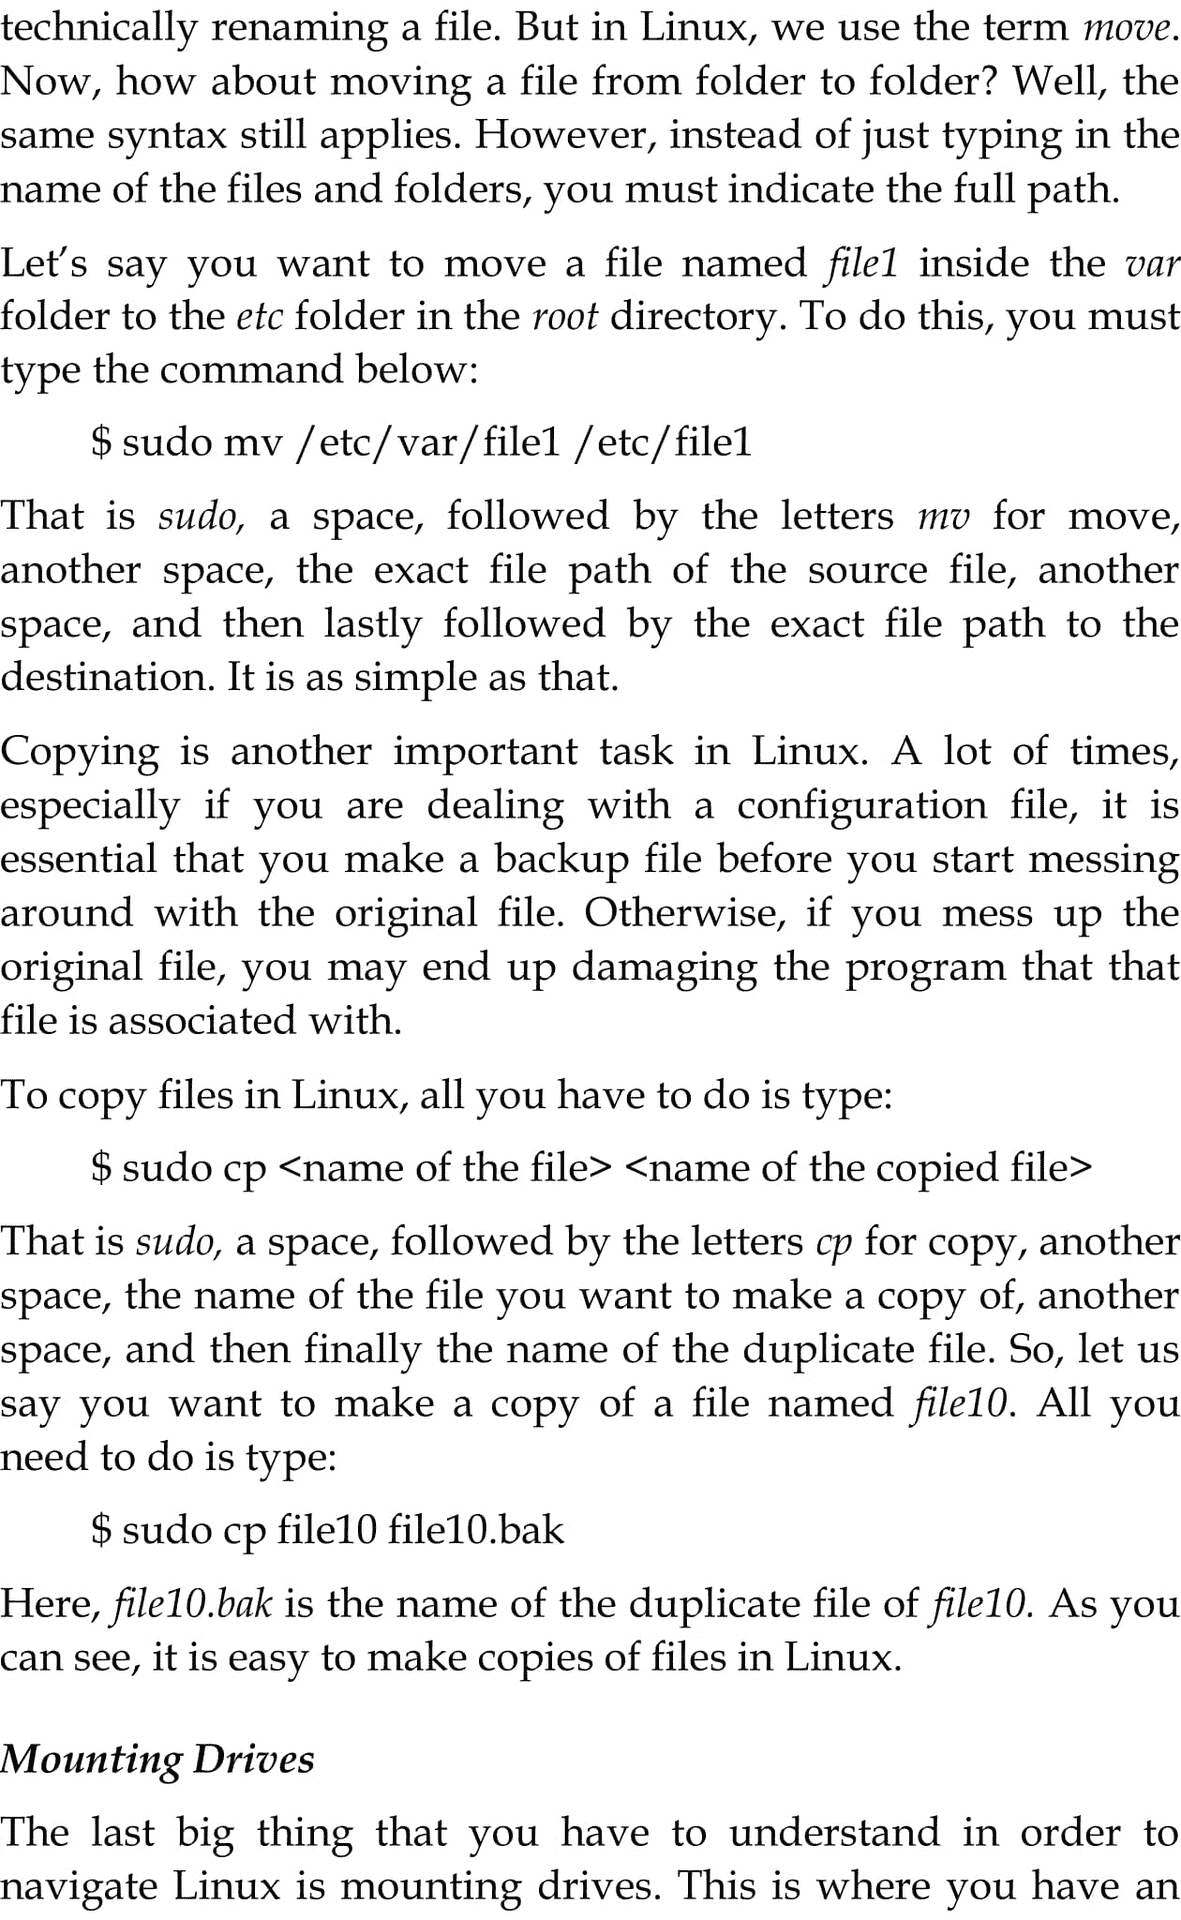 technically renaming a file. But in Linux, we use the term move.
Now, how about moving a file from folder to folder? Well, the
same syntax still applies. However, instead of just typing in the
name of the files and folders, you must indicate the full path.
Let’s say you want to move a file named file1 inside the var
folder to the etc folder in the root directory. To do this, you must
type the command below:
$ sudo mv /etc/var/file1 /etc/file1
That is sudo, a space, followed by the letters mv for move,
another space, the exact file path of the source file, another
space, and then lastly followed by the exact file path to the
destination. It is as simple as that.
Copying is another important task in Linux. A lot of times,
especially if you are dealing with a configuration file, it is
essential that you make a backup file before you start messing
around with the original file. Otherwise, if you mess up the
original file, you may end up damaging the program that that
file is associated with.
To copy files in Linux, all you have to do is type:
$ sudo cp <name of the file> <name of the copied file>
That is sudo, a space, followed by the letters cp for copy, another
space, the name of the file you want to make a copy of, another
space, and then finally the name of the duplicate file. So, let us
say you want to make a copy of a file named file10. All you
need to do is type:
$ sudo cp file10 file10.bak
Here, file10.bak is the name of the duplicate file of file10. As you
can see, it is easy to make copies of files in Linux.
Mounting Drives
The last big thing that you have to understand in order to
navigate Linux is mounting drives. This is where you have an